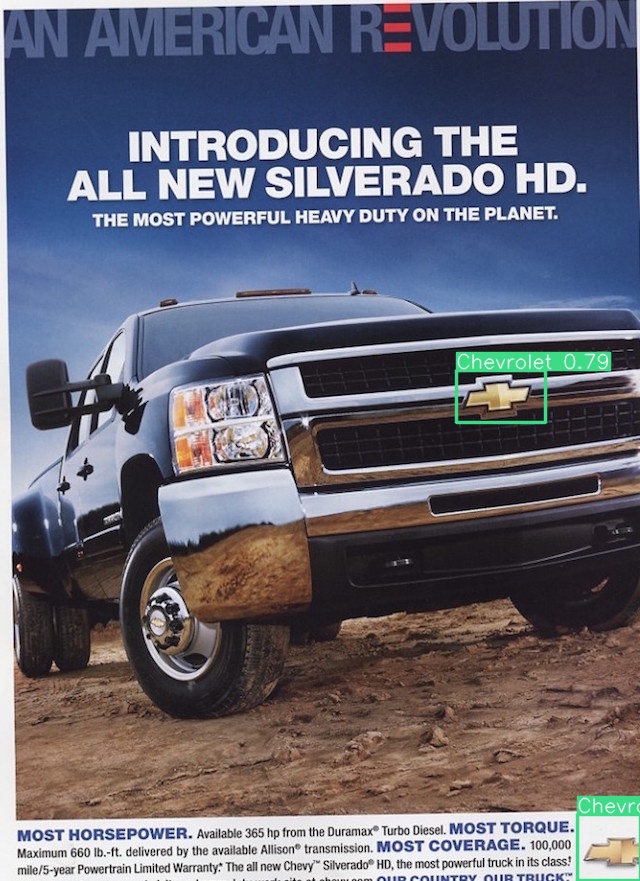 AN AMERICAN REVOLUTION
INTRODUCING THE
ALL NEW SILVERADO HD.
THE MOST POWERFUL HEAVY DUTY ON THE PLANET.
Chevrolet 0.79
Chevro
MOST HORSEPOWER. Available 365 hp from the Duramax® Turbo Diesel. MOST TORQUE.
Maximum 660 lb.-ft. delivered by the available Allison® transmission. MOST COVERAGE. 100,000
mile/5-year Powertrain Limited Warranty.* The all new Chevy™ Silverado® HD, the most powerful truck in its class.†
at chevy.com OUR COUNTRY. OUR TRUCK.™